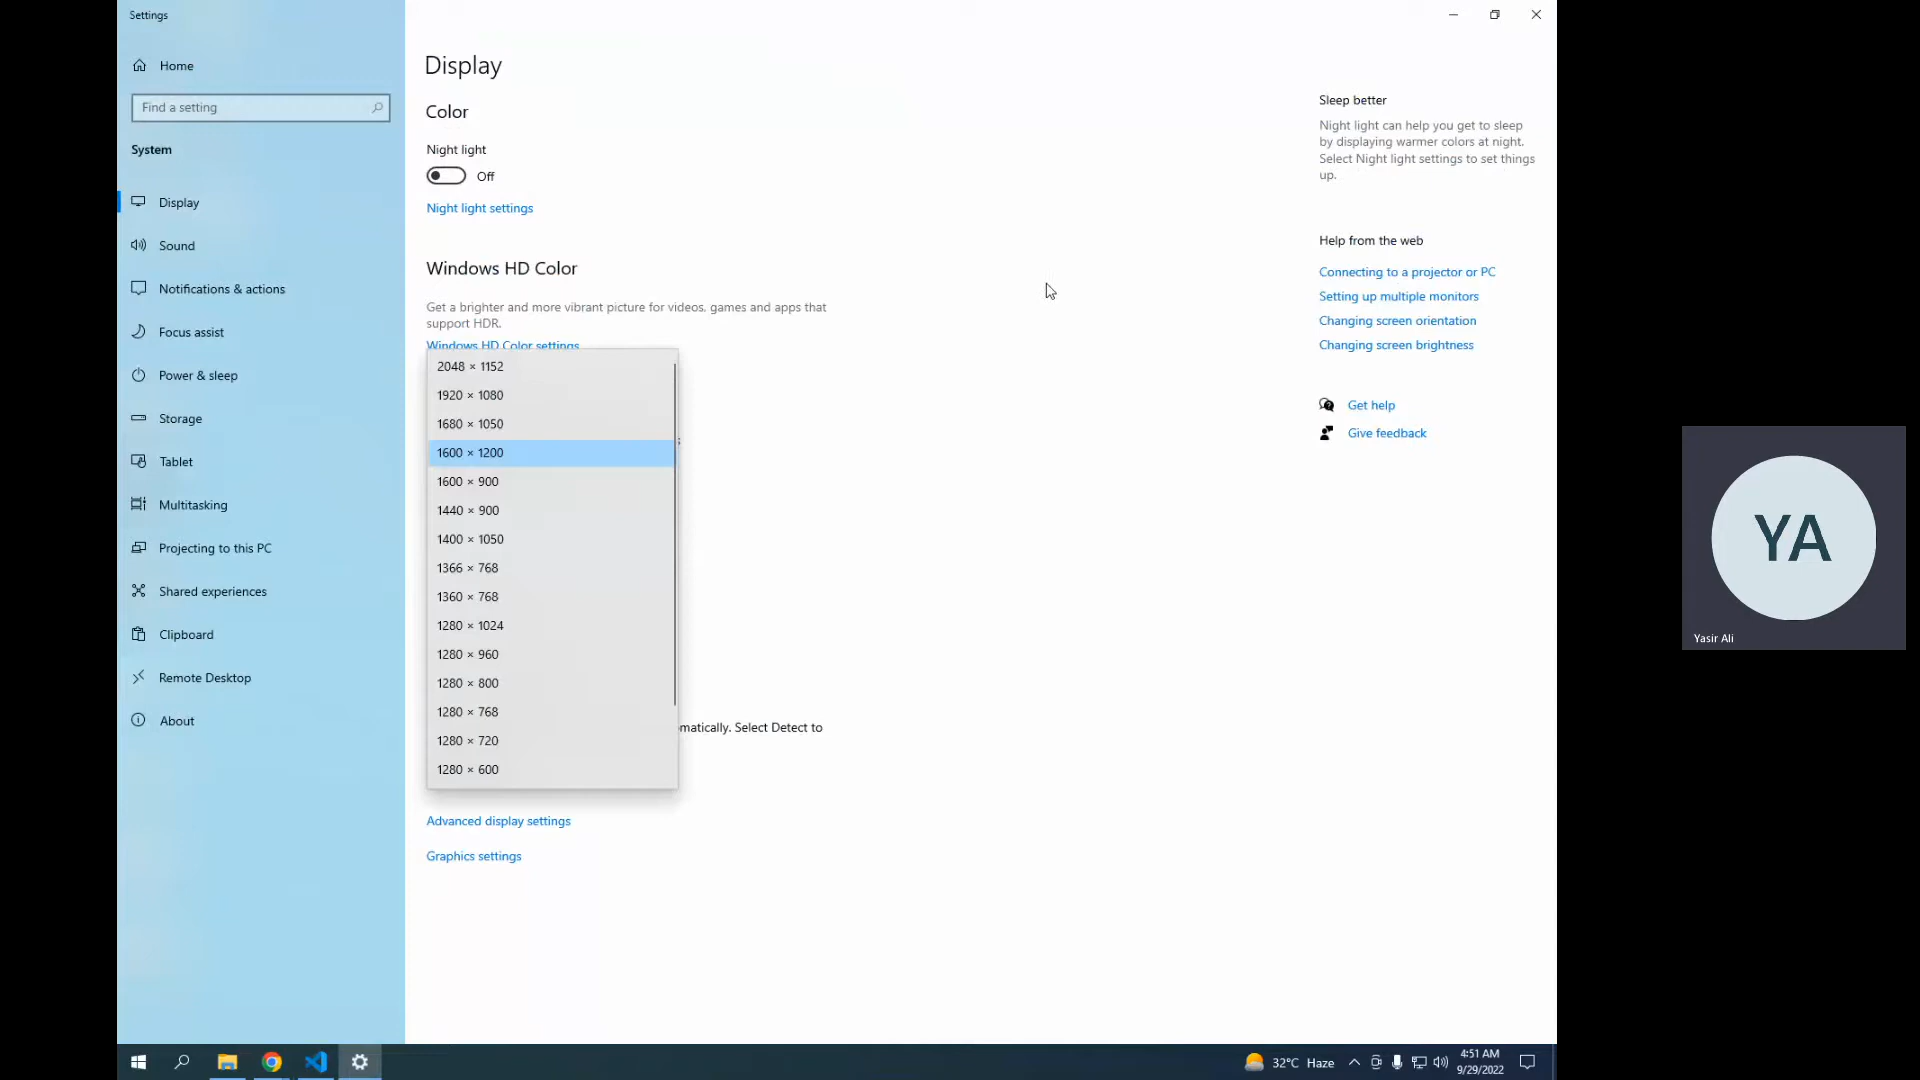 Settings
Home
Find a setting
System
Display
Sound
Notifications & actions
Focus assist
Power & sleep
Storage
Tablet
Multitasking
Projecting to this PC
Shared experiences
Clipboard
Remote Desktop
About
Display
Color
Night light
Off
Night light settings
Windows HD Color
Get a brighter and more vibrant picture for videos, games and apps that
support HDR.
Windows HD Color settings
2048 × 1152
1920 × 1080
1680 × 1050
1600 × 1200
1600 × 900
1440 × 900
1400 × 1050
1366 × 768
1360 × 768
1280 × 1024
1280 × 960
1280 × 800
1280 × 768
1280 × 720
1280 × 600
matically. Select Detect to
Advanced display settings
Graphics settings
Sleep better
Night light can help you get to sleep
by displaying warmer colors at night.
Select Night light settings to set things
up.
Help from the web
Connecting to a projector or PC
Setting up multiple monitors
Changing screen orientation
Changing screen brightness
Get help
Give feedback
YA
Yasir Ali
32°C Haze
4:51 AM
9/29/2022